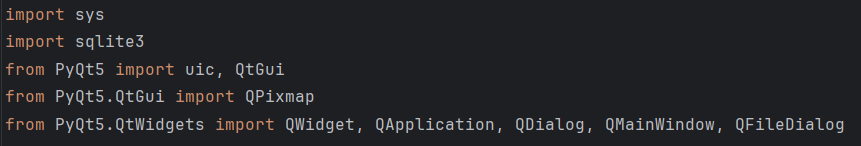 import sys
import sqlite3
from PyQt5 import uic, QtGui
from PyQt5.QtGui import QPixmap
from PyQt5.QtWidgets import QWidget, QApplication, QDialog, QMainWindow, QFileDialog